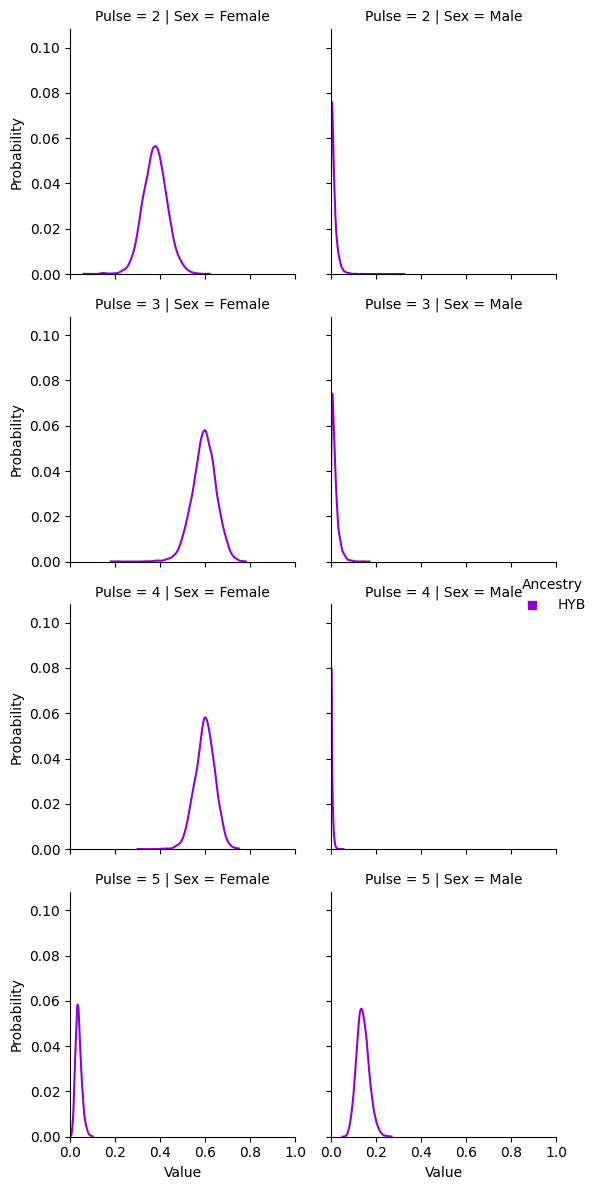 Pulse = 2 | Sex = Female
Pulse = 2 | Sex = Male
0.10
0.08
0.06
0.04
0.02
0.00
Probability
Pulse = 3 | Sex = Female
Pulse = 3 | Sex = Male
0.10
0.08
0.06
0.04
0.02
0.00
Probability
Ancestry
HYB
Pulse = 4 | Sex = Female
Pulse = 4 | Sex = Male
0.10
0.08
0.06
0.04
0.02
0.00
Probability
Pulse = 5 | Sex = Female
Pulse = 5 | Sex = Male
0.10
0.08
0.06
0.04
0.02
0.00
Probability
0.0 0.2 0.4 0.6 0.8 1.0
Value
0.0 0.2 0.4 0.6 0.8 1.0
Value